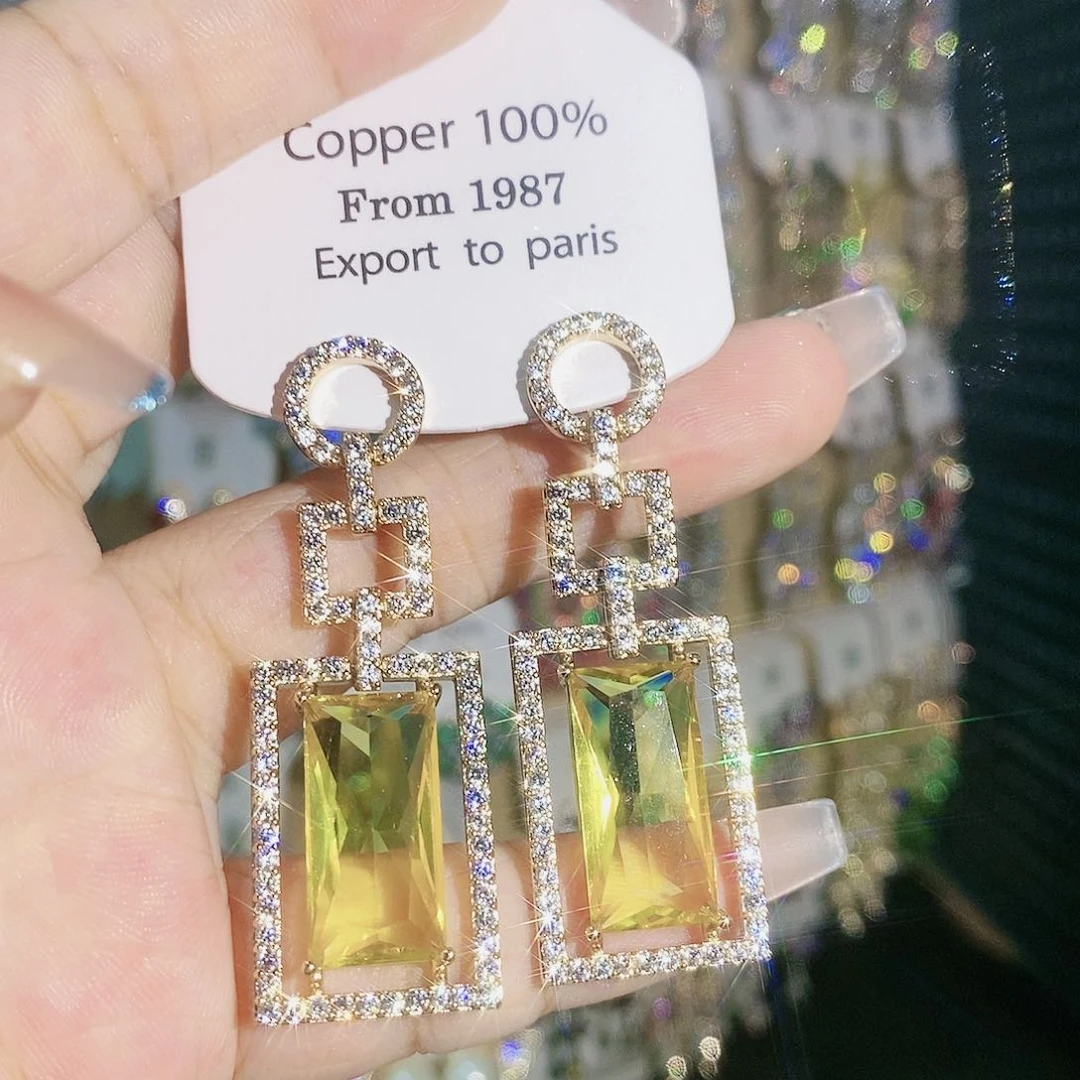 Copper 100%
From 1987
Export to paris